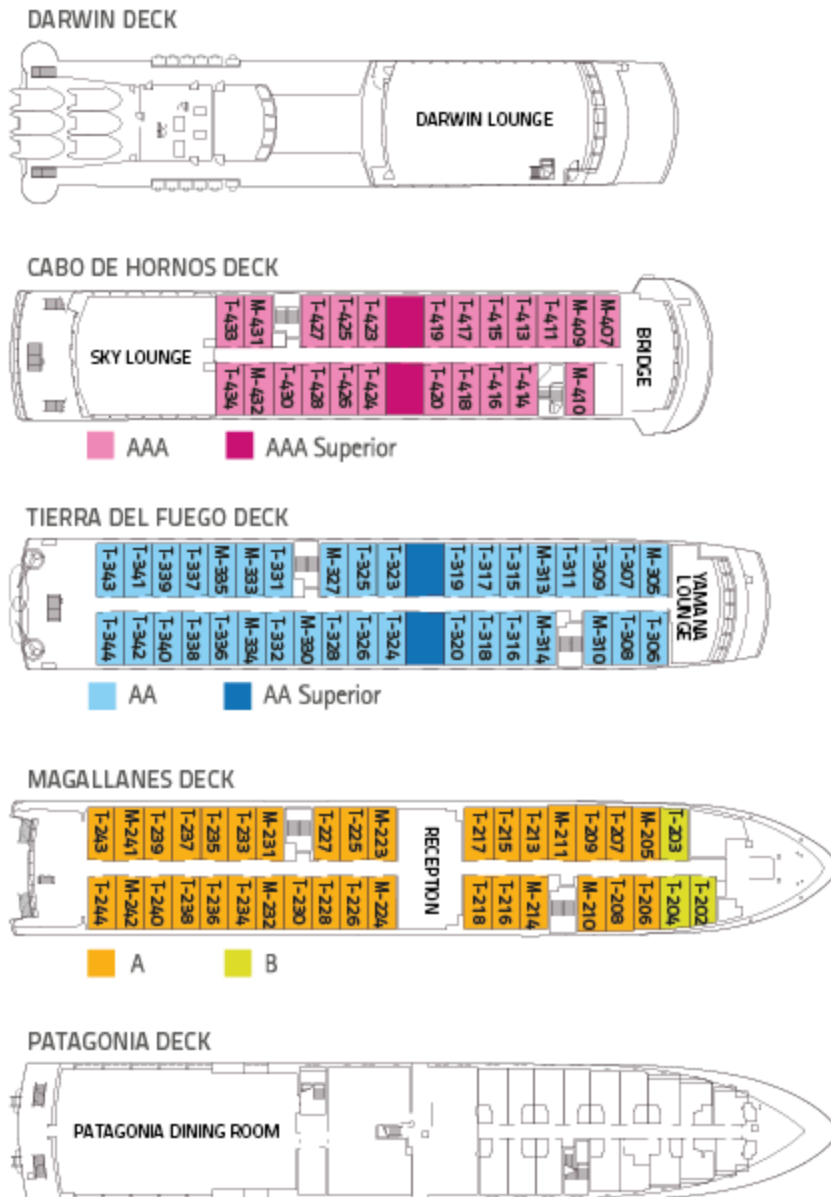 DARWIN DECK
DARWIN LOUNGE
CABO DE HORNOS DECK
T-433 M-431 T-427 T-425 T-423 T-419 T-417 T-415 T-413 T-411 M-409 M-407
SKY LOUNGE
BRIDGE
T-434 M-432 T-430 T-428 T-426 T-424 T-420 T-418 T-416 T-414 M-410
AAA AAA Superior
TIERRA DEL FUEGO DECK
T-343 T-341 T-339 T-337 M-335 M-333 T-331 M-327 T-325 T-323 T-319 T-317 T-315 M-313 T-311 T-309 T-307 M-305
YAMANA
LOUNGE
T-344 T-342 T-340 T-338 T-336 M-334 T-332 M-330 T-328 T-326 T-324 T-320 T-318 T-316 M-314 M-310 T-308 T-306
AA AA Superior
MAGALLANES DECK
T-243 M-241 T-239 T-237 T-235 T-233 M-231 T-227 T-225 M-223 T-217 T-215 T-213 M-211 T-209 T-207 M-205 T-203
RECEPTION
T-244 M-242 T-240 T-238 T-236 T-234 M-232 T-230 T-228 T-226 M-224 T-218 T-216 M-214 M-210 T-208 T-206 T-204 T-202
A B
PATAGONIA DECK
PATAGONIA DINING ROOM